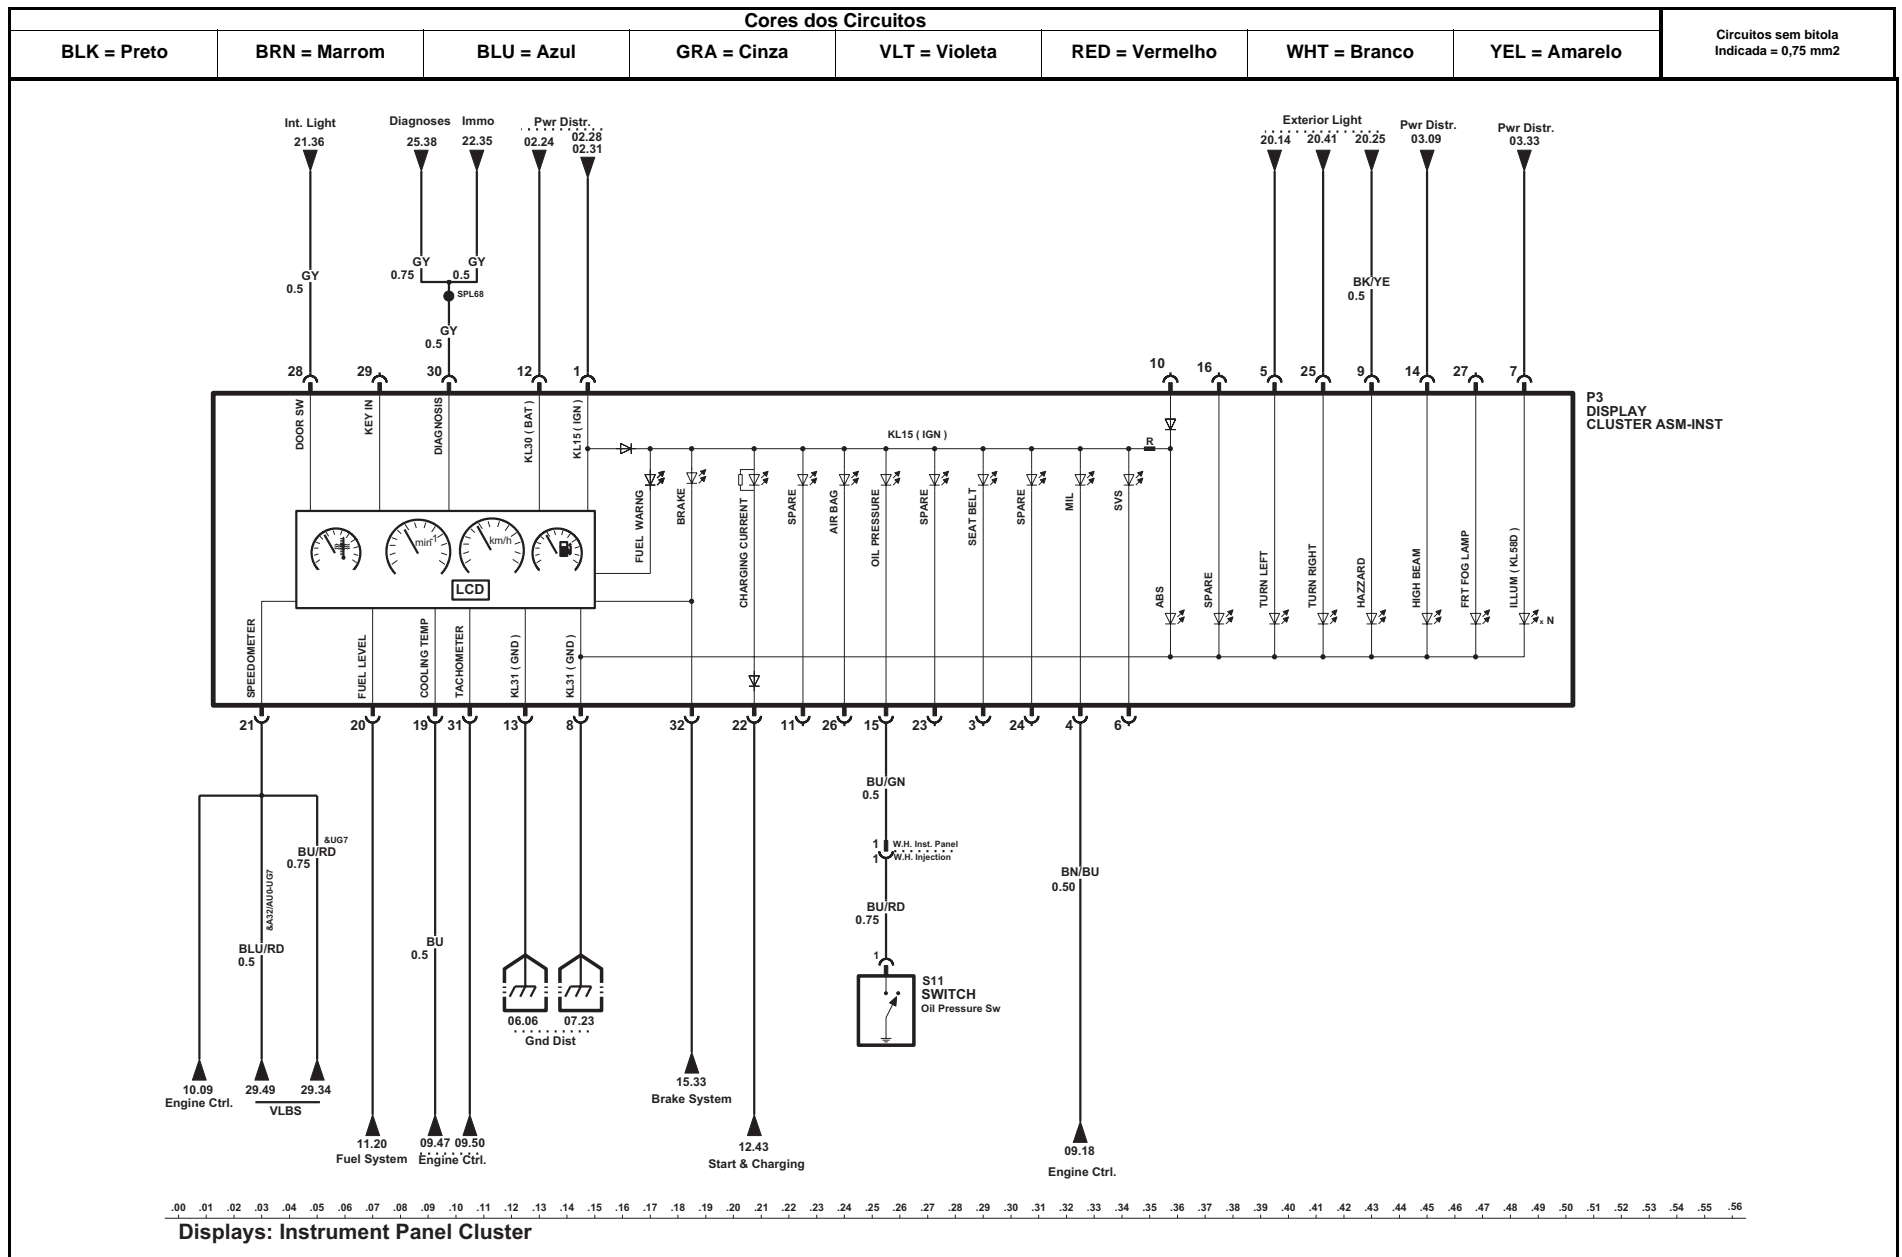 Cores dos Circuitos
BLK = Preto
BRN = Marrom
BLU = Azul
GRA = Cinza
VLT = Violeta
RED = Vermelho
WHT = Branco
YEL = Amarelo
Circuitos sem bitola
Indicada = 0,75 mm2
Int. Light
21.36
Diagnoses
25.38
Immo
22.35
Pwr Distr.
02.24
02.28
02.31
Exterior Light
20.14
20.41
20.25
Pwr Distr.
03.09
Pwr Distr.
03.33
GY
0.5
GY
0.75
GY
0.5
SPL68
GY
0.5
BK/YE
0.5
28
29
30
12
1
10
16
5
25
9
14
27
7
P3
DISPLAY
CLUSTER ASM-INST
DOOR SW
KEY IN
DIAGNOSIS
KL30 ( BAT )
KL15 ( IGN )
KL15 ( IGN )
R
FUEL WARNG
BRAKE
CHARGING CURRENT
SPARE
AIR BAG
OIL PRESSURE
SPARE
SEAT BELT
SPARE
MIL
SVS
ABS
SPARE
TURN LEFT
TURN RIGHT
HAZZARD
HIGH BEAM
FRT FOG LAMP
ILLUM ( KL58D )
x N
min-1
km/h
LCD
SPEEDOMETER
FUEL LEVEL
COOLING TEMP
TACHOMETER
KL31 ( GND )
KL31 ( GND )
21
20
19
31
13
8
32
22
11
26
15
23
3
24
4
6
BU/GN
0.5
&UG7
BU/RD
0.75
1 W.H. Inst. Panel
1 W.H. Injection
&A32/AU0-UG7
BN/BU
0.50
BU/RD
0.75
BLU/RD
0.5
BU
0.5
1
S11
SWITCH
Oil Pressure Sw
06.06
07.23
Gnd Dist
10.09
Engine Ctrl.
29.49
29.34
VLBS
15.33
Brake System
11.20
Fuel System
09.47
09.50
Engine Ctrl.
12.43
Start & Charging
09.18
Engine Ctrl.
.00 .01 .02 .03 .04 .05 .06 .07 .08 .09 .10 .11 .12 .13 .14 .15 .16 .17 .18 .19 .20 .21 .22 .23 .24 .25 .26 .27 .28 .29 .30 .31 .32 .33 .34 .35 .36 .37 .38 .39 .40 .41 .42 .43 .44 .45 .46 .47 .48 .49 .50 .51 .52 .53 .54 .55 .56
Displays: Instrument Panel Cluster